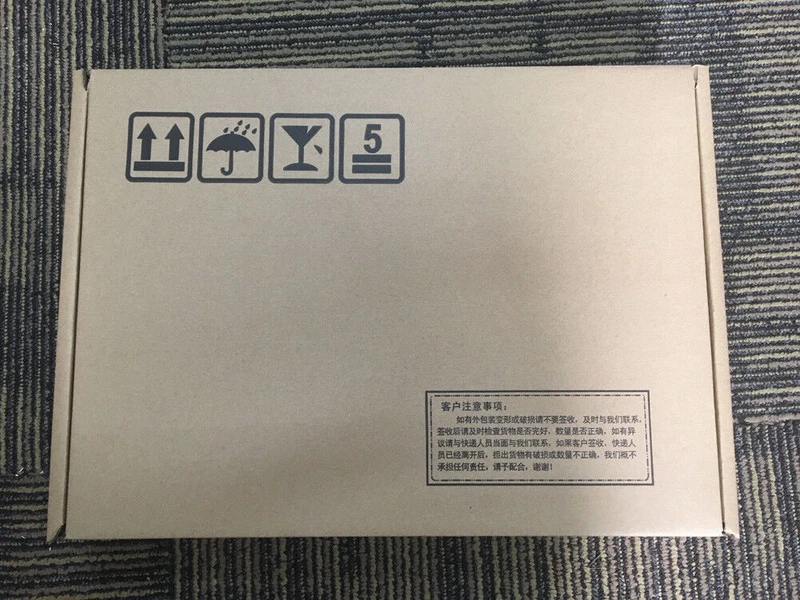 5
客户注意事项：
如有外包装变形或破损请不要签收，及时与我们联系。
签收后请及时检查货物是否完好，数量是否正确，如有异
议请与快递人员当面与我们联系，如果客户签收，快递人
员已经离开后，担出货物有破损或数量不正确，我们概不
承担任何责任，请予配合，谢谢！